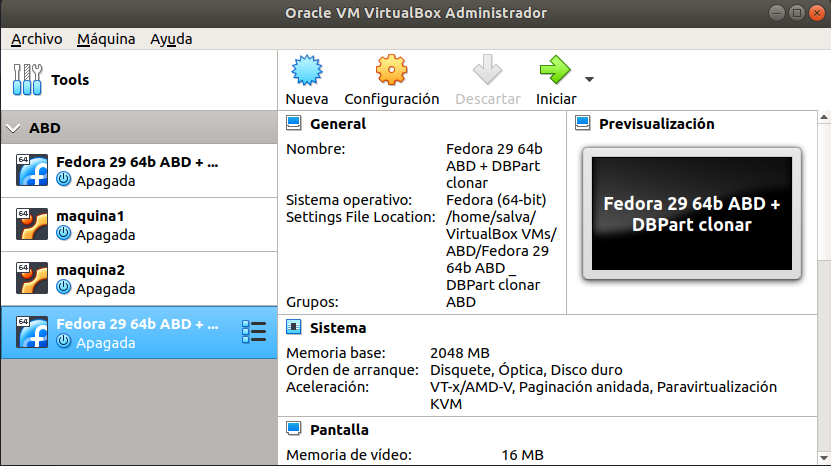 Oracle VM VirtualBox Administrador
Archivo Máquina Ayuda
Tools
Nueva
Configuración
Descartar
Iniciar
ABD
64
Fedora 29 64b ABD + ...
Apagada
64
maquina1
Apagada
64
maquina2
Apagada
64
Fedora 29 64b ABD + ...
Apagada
General
Nombre: Fedora 29 64b
ABD + DBPart
clonar
Sistema operativo: Fedora (64-bit)
Settings File Location: /home/salva/
VirtualBox VMs/
ABD/Fedora 29
64b ABD _
DBPart clonar
Grupos: ABD
Previsualización
Fedora 29 64b ABD +
DBPart clonar
Sistema
Memoria base: 2048 MB
Orden de arranque: Disquete, Óptica, Disco duro
Aceleración: VT-x/AMD-V, Paginación anidada, Paravirtualización
KVM
Pantalla
Memoria de vídeo: 16 MB